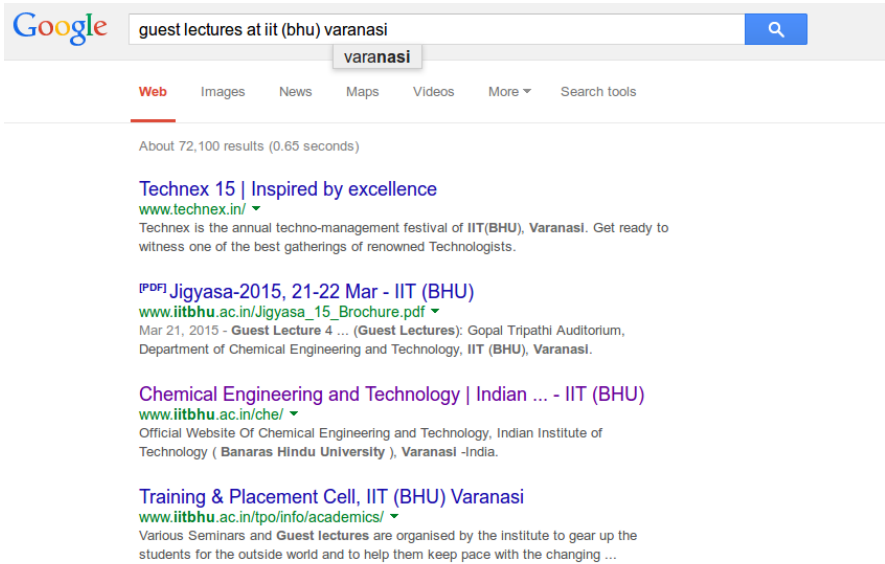 Google guest lectures at iit (bhu) varanasi
varanasi
Web Images News Maps Videos More Search tools
About 72,100 results (0.65 seconds)
Technex 15 | Inspired by excellence
www.technex.in/
Technex is the annual techno-management festival of IIT(BHU), Varanasi. Get ready to
witness one of the best gatherings of renowned Technologists.
[PDF] Jigyasa-2015, 21-22 Mar - IIT (BHU)
www.iitbhu.ac.in/Jigyasa_15_Brochure.pdf
Mar 21, 2015 - Guest Lecture 4 ... (Guest Lectures): Gopal Tripathi Auditorium,
Department of Chemical Engineering and Technology, IIT (BHU), Varanasi.
Chemical Engineering and Technology | Indian ... - IIT (BHU)
www.iitbhu.ac.in/che/
Official Website Of Chemical Engineering and Technology, Indian Institute of
Technology ( Banaras Hindu University ), Varanasi -India.
Training & Placement Cell, IIT (BHU) Varanasi
www.iitbhu.ac.in/tpo/info/academics/
Various Seminars and Guest lectures are organised by the institute to gear up the
students for the outside world and to help them keep pace with the changing ...